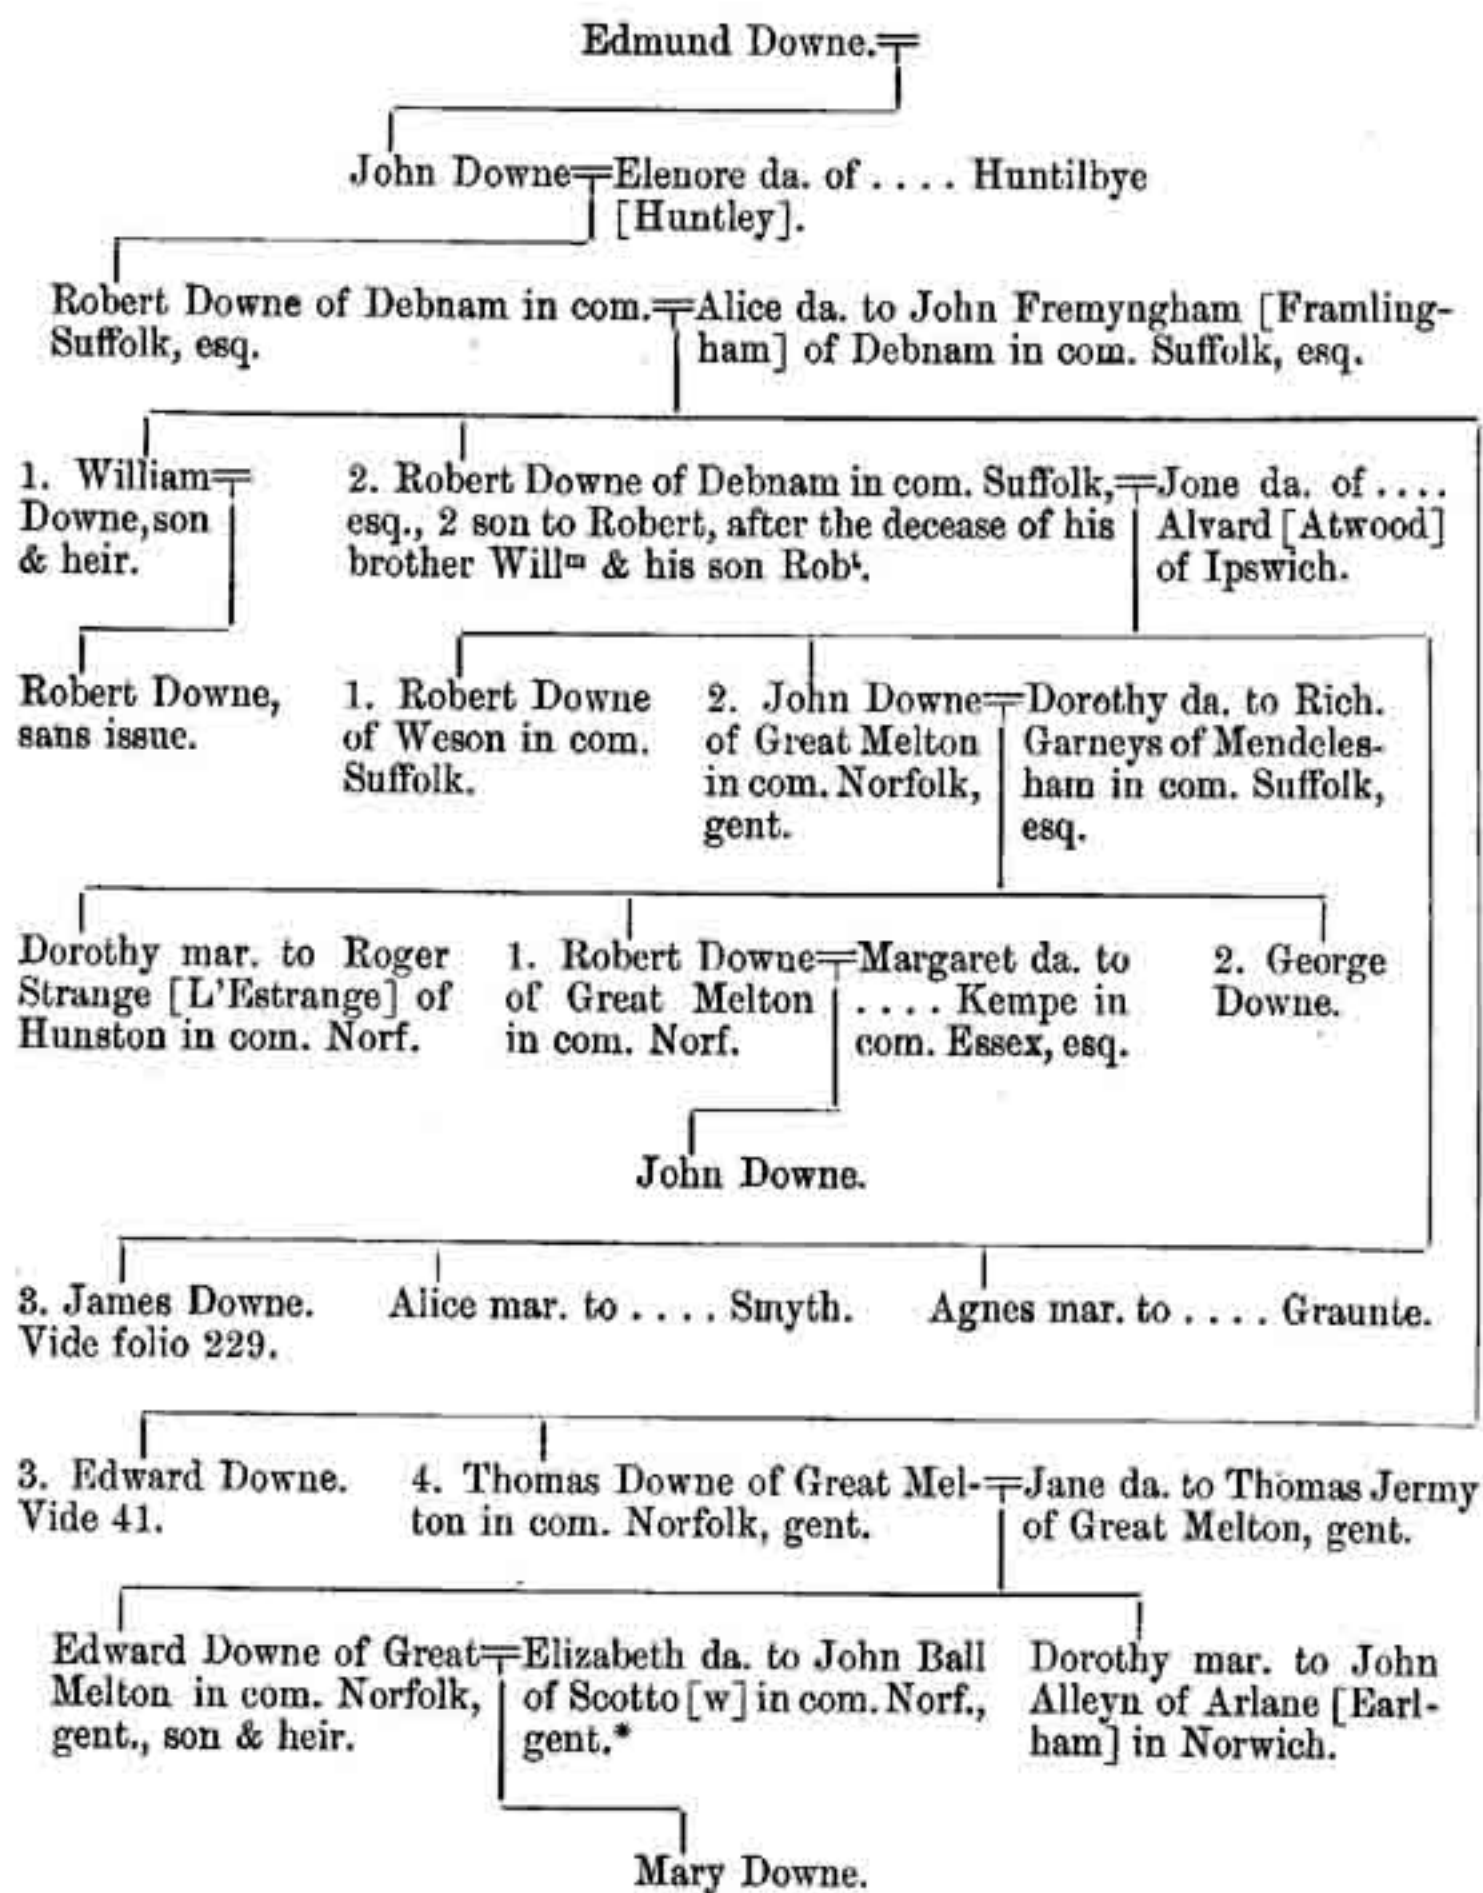 Edmund Downe.
John Downe Elenore da. of .... Huntilbye
[Huntley].
Robert Downe of Debnam in com.
Suffolk, esq.
Alice da. to John Fremyngham [Framling-
ham] of Debnam in com. Suffolk, esq.
1. William
Downe, son
& heir.
2. Robert Downe of Debnam in com. Suffolk,
esq., 2 son to Robert, after the decease of his
brother Willᵐ & his son Robᵗ.
Jone da. of ....
Alvard [Atwood]
of Ipswich.
Robert Downe,
sans issue.
1. Robert Downe
of Weson in com.
Suffolk.
2. John Downe
of Great Melton
in com. Norfolk,
gent.
Dorothy da. to Rich.
Garneys of Mendeles-
ham in com. Suffolk,
esq.
Dorothy mar. to Roger
Strange [L'Estrange] of
Hunston in com. Norf.
1. Robert Downe
of Great Melton
in com. Norf.
Margaret da. to
.... Kempe in
com. Essex, esq.
2. George
Downe.
John Downe.
3. James Downe.
Vide folio 229.
Alice mar. to .... Smyth.
Agnes mar. to .... Graunte.
3. Edward Downe.
Vide 41.
4. Thomas Downe of Great Mel-
ton in com. Norfolk, gent.
Jane da. to Thomas Jermy
of Great Melton, gent.
Edward Downe of Great
Melton in com. Norfolk,
gent., son & heir.
Elizabeth da. to John Ball
of Scotto [w] in com. Norf.,
gent.*
Dorothy mar. to John
Alleyn of Arlane [Earl-
ham] in Norwich.
Mary Downe.